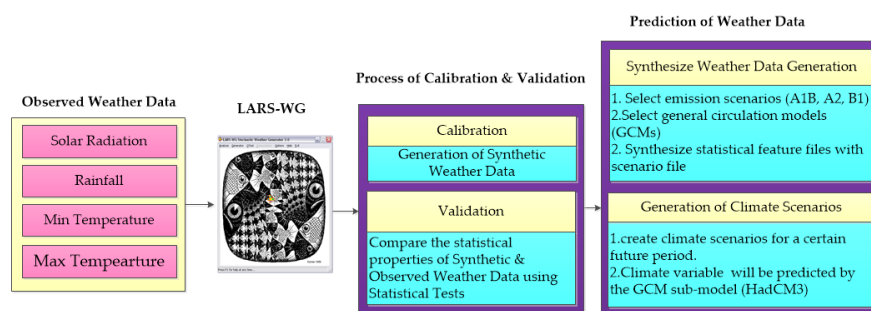 Observed Weather Data
Solar Radiation
Rainfall
Min Temperature
Max Tempearture
LARS-WG
Process of Calibration & Validation
Calibration
Generation of Synthetic
Weather Data
Validation
Compare the statistical
properties of Synthetic &
Observed Weather Data using
Statistical Tests
Prediction of Weather Data
Synthesize Weather Data Generation
1. Select emission scenarios (A1B, A2, B1)
2.Select general circulation models
(GCMs)
2. Synthesize statistical feature files with
scenario file
Generation of Climate Scenarios
1.create climate scenarios for a certain
future period.
2.Climate variable will be predicted by
the GCM sub-model (HadCM3)